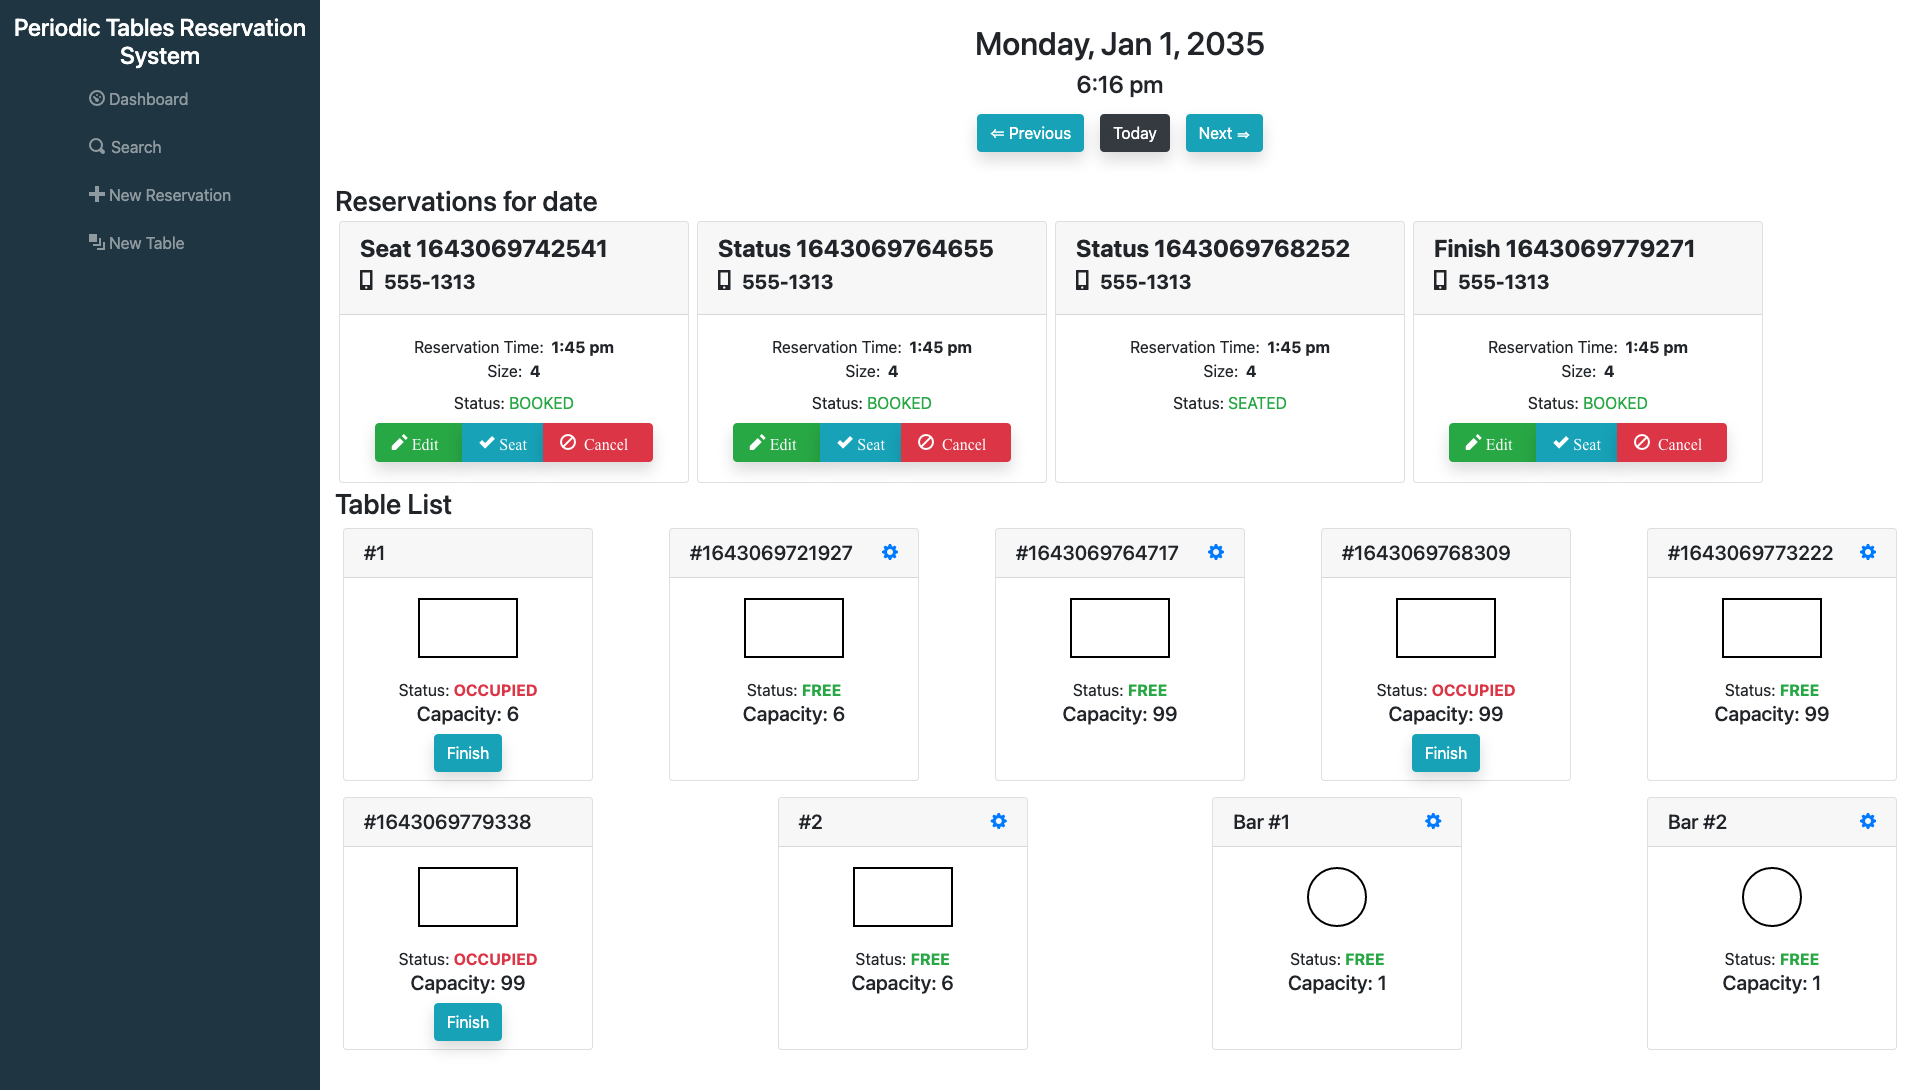 Periodic Tables Reservation
System
Dashboard
Search
New Reservation
New Table
Monday, Jan 1, 2035
6:16 pm
⇐ Previous
Today
Next ⇒
Reservations for date
Seat 1643069742541
555-1313
Reservation Time: 1:45 pm
Size: 4
Status: BOOKED
Edit
Seat
Cancel
Status 1643069764655
555-1313
Reservation Time: 1:45 pm
Size: 4
Status: BOOKED
Edit
Seat
Cancel
Status 1643069768252
555-1313
Reservation Time: 1:45 pm
Size: 4
Status: SEATED
Finish 1643069779271
555-1313
Reservation Time: 1:45 pm
Size: 4
Status: BOOKED
Edit
Seat
Cancel
Table List
#1
Status: OCCUPIED
Capacity: 6
Finish
#1643069721927
Status: FREE
Capacity: 6
#1643069764717
Status: FREE
Capacity: 99
#1643069768309
Status: OCCUPIED
Capacity: 99
Finish
#1643069773222
Status: FREE
Capacity: 99
#1643069779338
Status: OCCUPIED
Capacity: 99
Finish
#2
Status: FREE
Capacity: 6
Bar #1
Status: FREE
Capacity: 1
Bar #2
Status: FREE
Capacity: 1